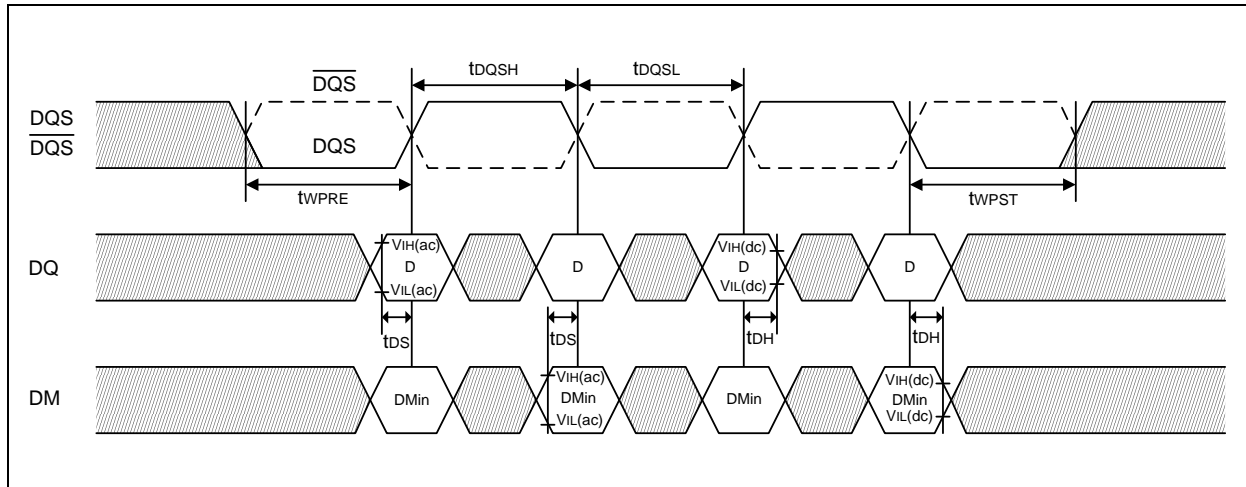 DQS
tDQSH
tDQSL
DQS
DQS
DQS
tWPRE
tWPST
DQ
VIH(ac)
D
VIL(ac)
D
VIH(dc)
D
VIL(dc)
D
tDS
tDS
tDH
tDH
DM
DMin
VIH(ac)
DMin
VIL(ac)
DMin
VIH(dc)
DMin
VIL(dc)